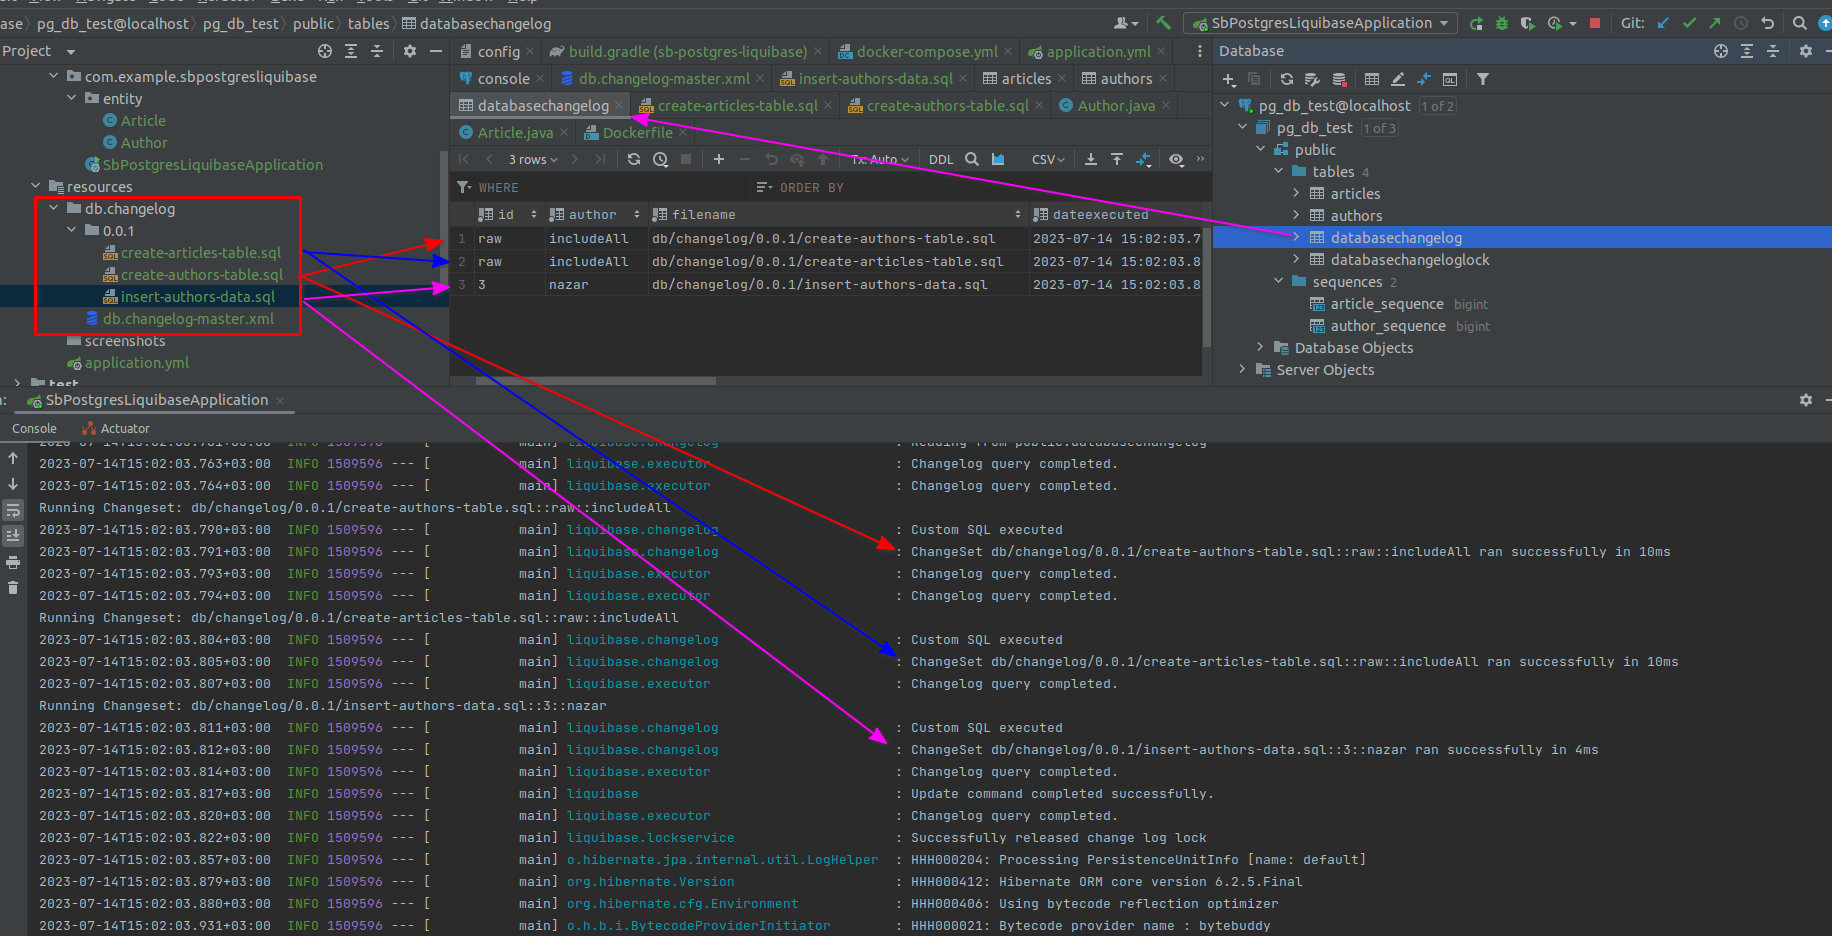 ase pg_db_test@localhost pg_db_test public tables databasechangelog
SbPostgresLiquibaseApplication Git:
Project
config build.gradle (sb-postgres-liquibase) docker-compose.yml application.yml
console db.changelog-master.xml insert-authors-data.sql articles authors
databasechangelog create-articles-table.sql create-authors-table.sql Author.java
Article.java Dockerfile
3 rows Tx: Auto DDL CSV
WHERE ORDER BY
id author filename dateexecuted
1 raw includeAll db/changelog/0.0.1/create-authors-table.sql 2023-07-14 15:02:03.7
2 raw includeAll db/changelog/0.0.1/create-articles-table.sql 2023-07-14 15:02:03.8
3 3 nazar db/changelog/0.0.1/insert-authors-data.sql 2023-07-14 15:02:03.8
com.example.sbpostgresliquibase
entity
Article
Author
SbPostgresLiquibaseApplication
resources
db.changelog
0.0.1
create-articles-table.sql
create-authors-table.sql
insert-authors-data.sql
db.changelog-master.xml
screenshots
application.yml
test
Database
pg_db_test@localhost 1 of 2
pg_db_test 1 of 3
public
tables 4
articles
authors
databasechangelog
databasechangeloglock
sequences 2
article_sequence bigint
author_sequence bigint
Database Objects
Server Objects
SbPostgresLiquibaseApplication
Console Actuator
2023-07-14T15:02:03.761+03:00 INFO 1509596 --- [ main] liquibase.changelog : Reading from public.databasechangelog
2023-07-14T15:02:03.763+03:00 INFO 1509596 --- [ main] liquibase.executor : Changelog query completed.
2023-07-14T15:02:03.764+03:00 INFO 1509596 --- [ main] liquibase.executor : Changelog query completed.
Running Changeset: db/changelog/0.0.1/create-authors-table.sql::raw::includeAll
2023-07-14T15:02:03.790+03:00 INFO 1509596 --- [ main] liquibase.changelog : Custom SQL executed
2023-07-14T15:02:03.791+03:00 INFO 1509596 --- [ main] liquibase.changelog : ChangeSet db/changelog/0.0.1/create-authors-table.sql::raw::includeAll ran successfully in 10ms
2023-07-14T15:02:03.793+03:00 INFO 1509596 --- [ main] liquibase.executor : Changelog query completed.
2023-07-14T15:02:03.794+03:00 INFO 1509596 --- [ main] liquibase.executor : Changelog query completed.
Running Changeset: db/changelog/0.0.1/create-articles-table.sql::raw::includeAll
2023-07-14T15:02:03.804+03:00 INFO 1509596 --- [ main] liquibase.changelog : Custom SQL executed
2023-07-14T15:02:03.805+03:00 INFO 1509596 --- [ main] liquibase.changelog : ChangeSet db/changelog/0.0.1/create-articles-table.sql::raw::includeAll ran successfully in 10ms
2023-07-14T15:02:03.807+03:00 INFO 1509596 --- [ main] liquibase.executor : Changelog query completed.
Running Changeset: db/changelog/0.0.1/insert-authors-data.sql::3::nazar
2023-07-14T15:02:03.811+03:00 INFO 1509596 --- [ main] liquibase.changelog : Custom SQL executed
2023-07-14T15:02:03.812+03:00 INFO 1509596 --- [ main] liquibase.changelog : ChangeSet db/changelog/0.0.1/insert-authors-data.sql::3::nazar ran successfully in 4ms
2023-07-14T15:02:03.814+03:00 INFO 1509596 --- [ main] liquibase.executor : Changelog query completed.
2023-07-14T15:02:03.817+03:00 INFO 1509596 --- [ main] liquibase : Update command completed successfully.
2023-07-14T15:02:03.820+03:00 INFO 1509596 --- [ main] liquibase.executor : Changelog query completed.
2023-07-14T15:02:03.822+03:00 INFO 1509596 --- [ main] liquibase.lockservice : Successfully released change log lock
2023-07-14T15:02:03.857+03:00 INFO 1509596 --- [ main] o.hibernate.jpa.internal.util.LogHelper : HHH000204: Processing PersistenceUnitInfo [name: default]
2023-07-14T15:02:03.879+03:00 INFO 1509596 --- [ main] org.hibernate.Version : HHH000412: Hibernate ORM core version 6.2.5.Final
2023-07-14T15:02:03.880+03:00 INFO 1509596 --- [ main] org.hibernate.cfg.Environment : HHH000406: Using bytecode reflection optimizer
2023-07-14T15:02:03.931+03:00 INFO 1509596 --- [ main] o.h.b.i.BytecodeProviderInitiator : HHH000021: Bytecode provider name : bytebuddy